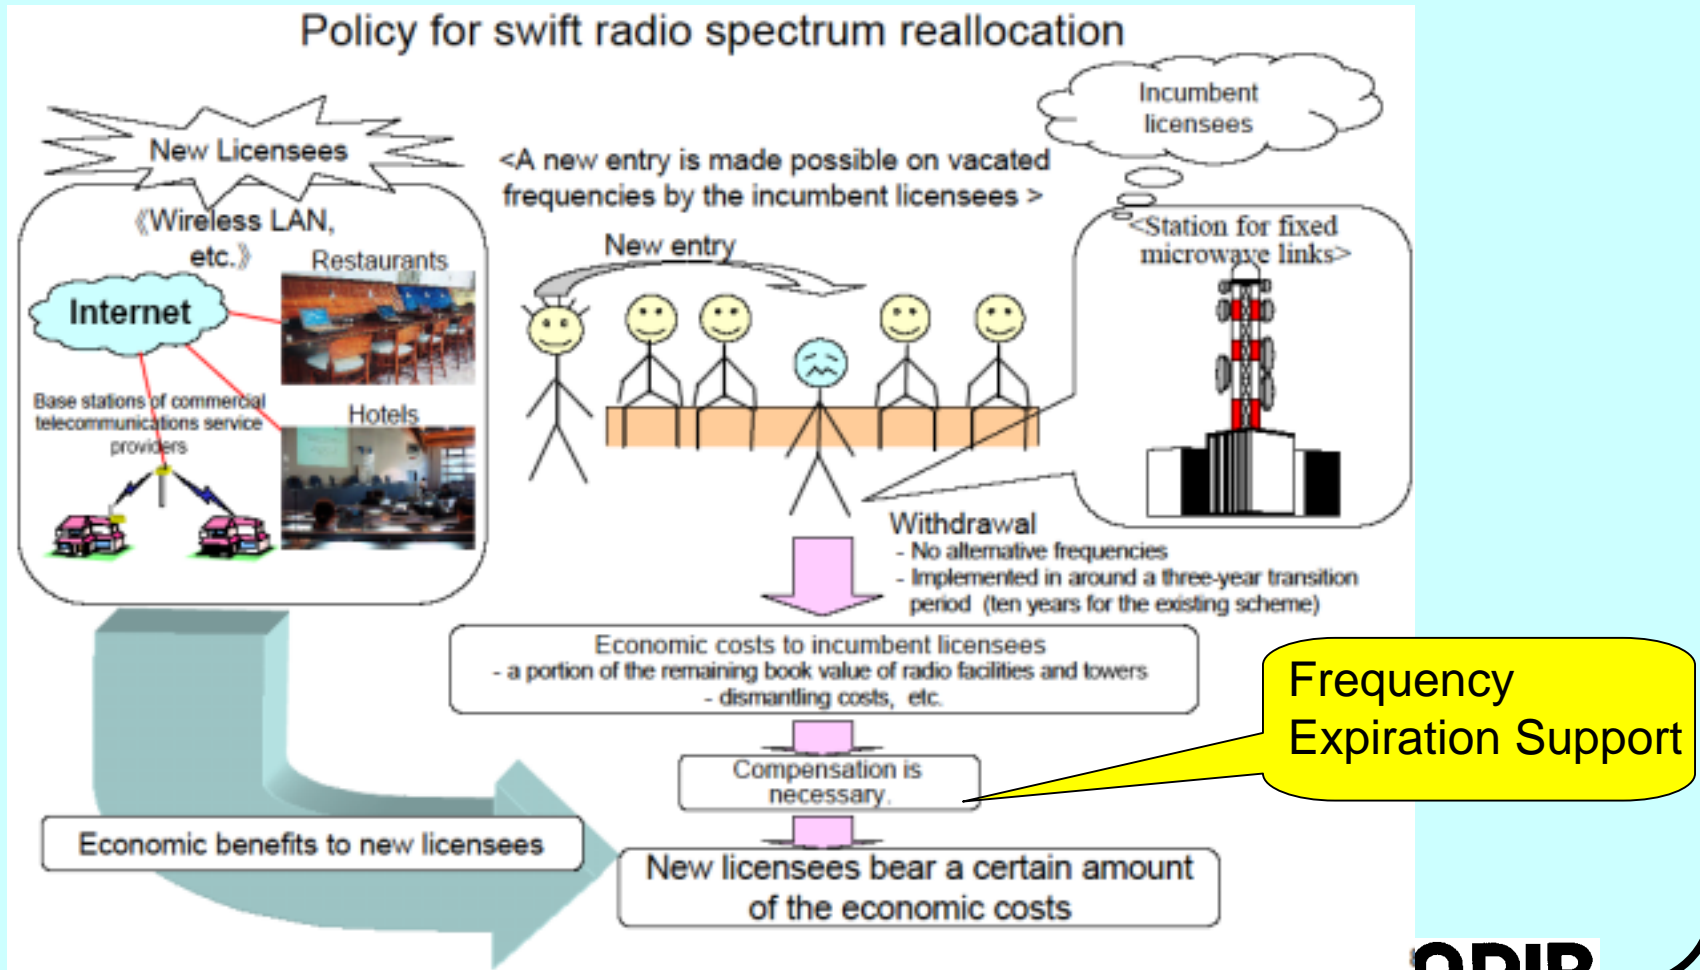 Policy for swift radio spectrum reallocation
New Licensees
《Wireless LAN,
etc.》
Restaurants
Internet
Base stations of commercial
telecommunications service
providers
Hotels
<A new entry is made possible on vacated
frequencies by the incumbent licensees >
New entry
Incumbent
licensees
<Station for fixed
microwave links>
Withdrawal
- No alternative frequencies
- Implemented in around a three-year transition
period (ten years for the existing scheme)
Economic costs to incumbent licensees
- a portion of the remaining book value of radio facilities and towers
- dismantling costs, etc.
Frequency
Expiration Support
Compensation is
necessary.
Economic benefits to new licensees
New licensees bear a certain amount
of the economic costs